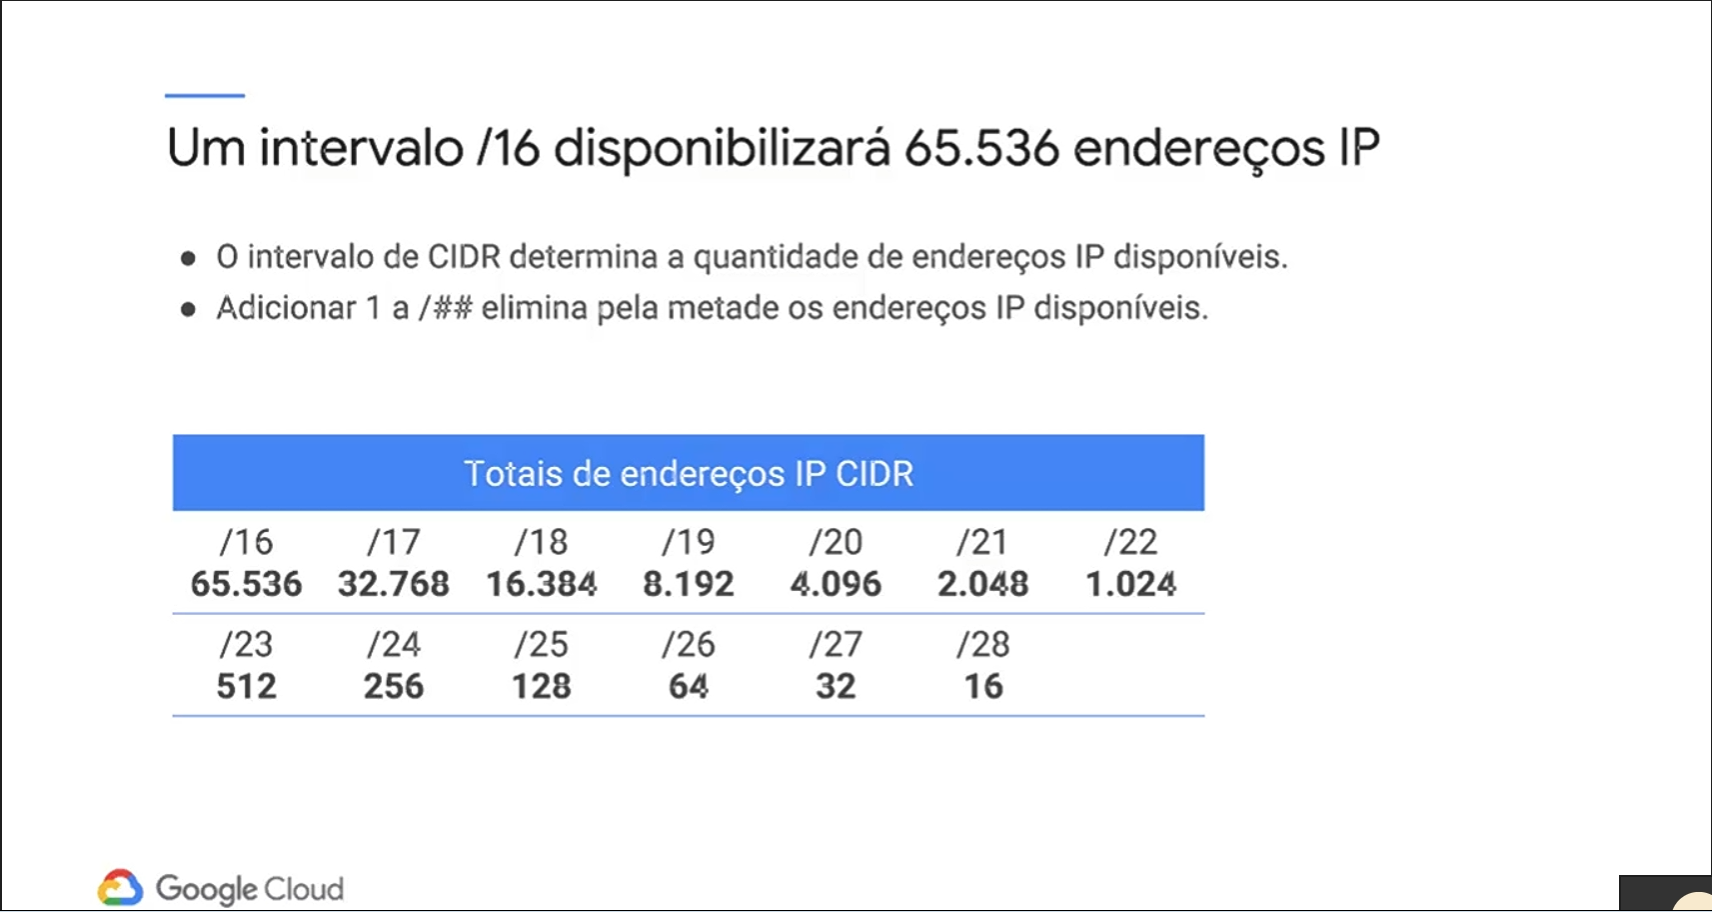 Um intervalo /16 disponibilizará 65.536 endereços IP
● O intervalo de CIDR determina a quantidade de endereços IP disponíveis.
● Adicionar 1 a /## elimina pela metade os endereços IP disponíveis.
Totais de endereços IP CIDR
/16 /17 /18 /19 /20 /21 /22
65.536 32.768 16.384 8.192 4.096 2.048 1.024
/23 /24 /25 /26 /27 /28
512 256 128 64 32 16
Google Cloud